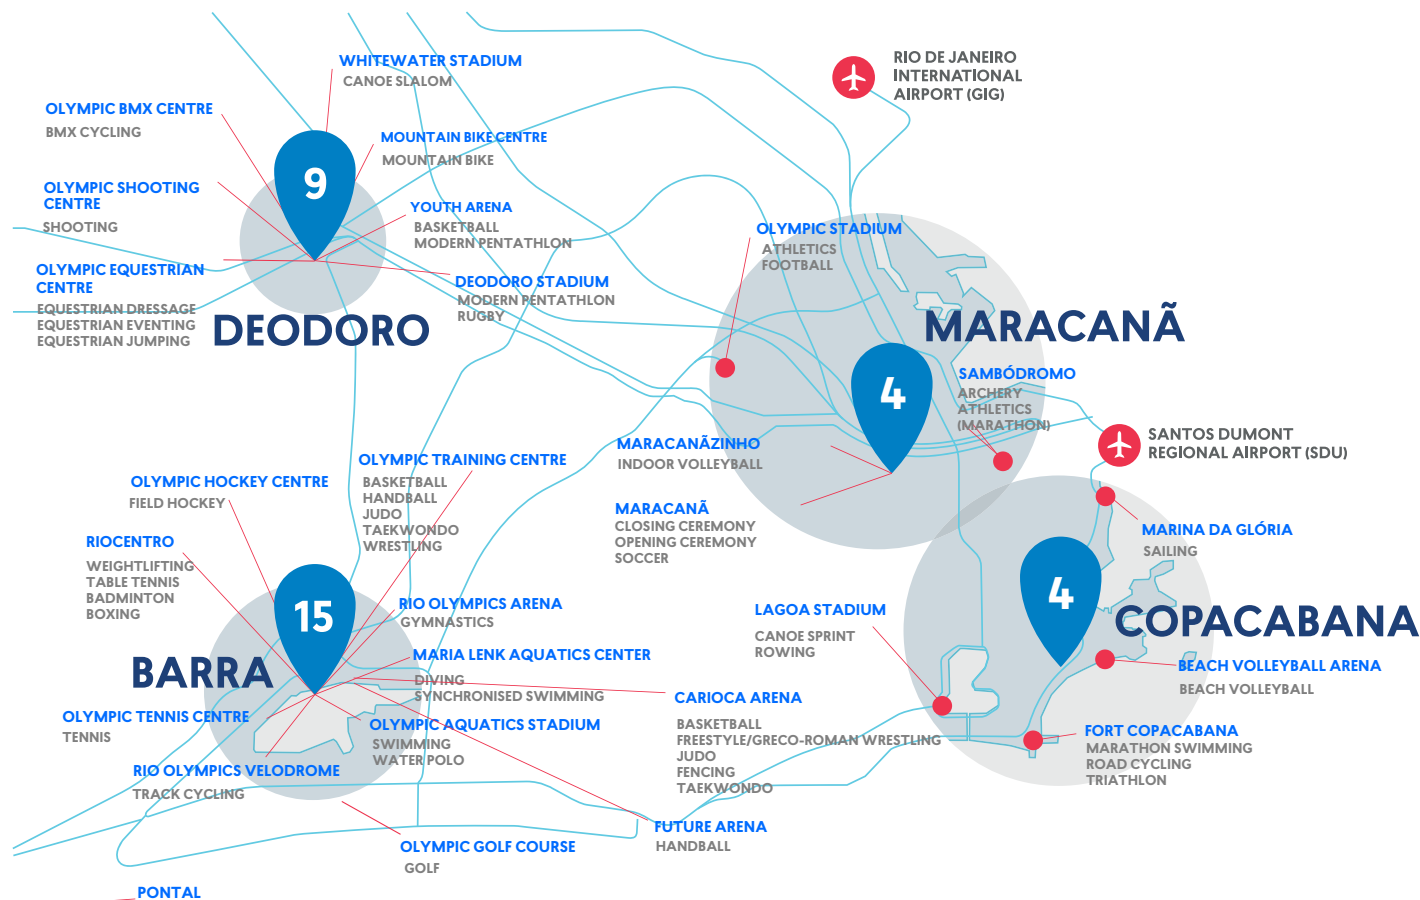 WHITEWATER STADIUM
CANOE SLALOM
OLYMPIC BMX CENTRE
BMX CYCLING
MOUNTAIN BIKE CENTRE
MOUNTAIN BIKE
9
OLYMPIC SHOOTING
CENTRE
SHOOTING
YOUTH ARENA
BASKETBALL
MODERN PENTATHLON
OLYMPIC EQUESTRIAN
CENTRE
EQUESTRIAN DRESSAGE
EQUESTRIAN EVENTING
EQUESTRIAN JUMPING
DEODORO STADIUM
MODERN PENTATHLON
RUGBY
DEODORO
RIO DE JANEIRO
INTERNATIONAL
AIRPORT (GIG)
OLYMPIC STADIUM
ATHLETICS
FOOTBALL
MARACANÃ
4
SAMBÓDROMO
ARCHERY
ATHLETICS
(MARATHON)
MARACANÃZINHO
INDOOR VOLLEYBALL
MARACANÃ
CLOSING CEREMONY
OPENING CEREMONY
SOCCER
SANTOS DUMONT
REGIONAL AIRPORT (SDU)
OLYMPIC TRAINING CENTRE
BASKETBALL
HANDBALL
JUDO
TAEKWONDO
WRESTLING
OLYMPIC HOCKEY CENTRE
FIELD HOCKEY
RIOCENTRO
WEIGHTLIFTING
TABLE TENNIS
BADMINTON
BOXING
15
RIO OLYMPICS ARENA
GYMNASTICS
MARIA LENK AQUATICS CENTER
DIVING
SYNCHRONISED SWIMMING
BARRA
OLYMPIC TENNIS CENTRE
TENNIS
OLYMPIC AQUATICS STADIUM
SWIMMING
WATER POLO
RIO OLYMPICS VELODROME
TRACK CYCLING
CARIOCA ARENA
BASKETBALL
FREESTYLE/GRECO-ROMAN WRESTLING
JUDO
FENCING
TAEKWONDO
FUTURE ARENA
HANDBALL
OLYMPIC GOLF COURSE
GOLF
PONTAL
MARINA DA GLÓRIA
SAILING
4
COPACABANA
LAGOA STADIUM
CANOE SPRINT
ROWING
BEACH VOLLEYBALL ARENA
BEACH VOLLEYBALL
FORT COPACABANA
MARATHON SWIMMING
ROAD CYCLING
TRIATHLON